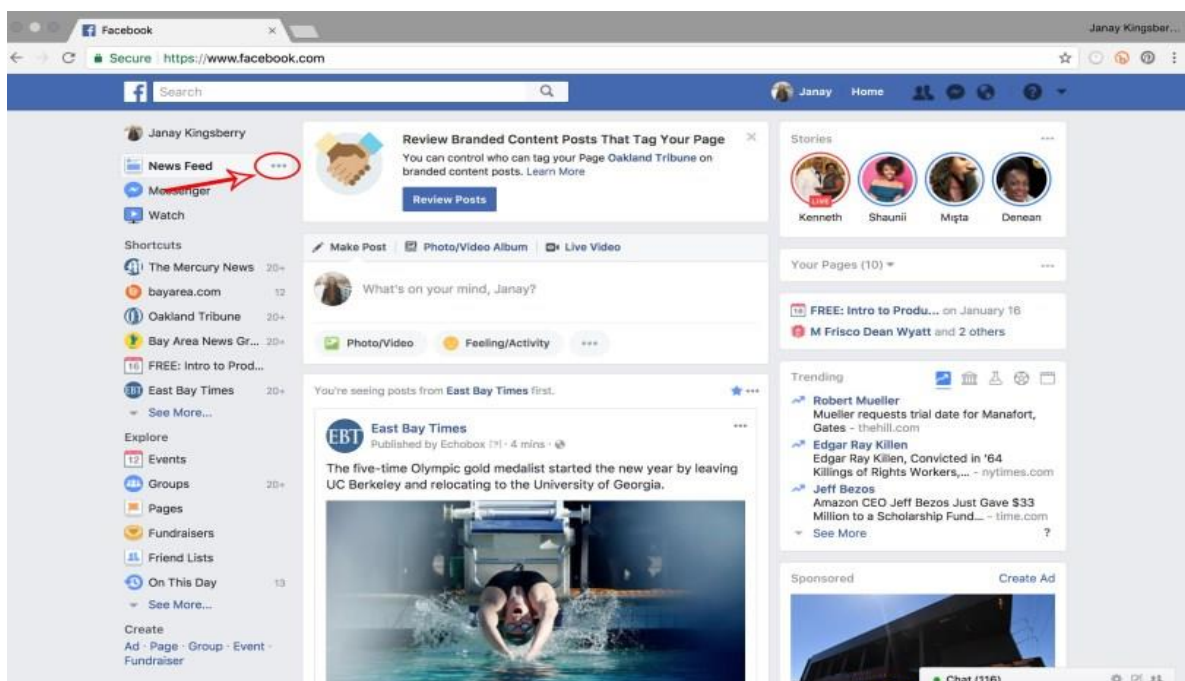 Facebook
Janay Kingsber...
Secure https://www.facebook.com
Search
Janay Home
Janay Kingsberry
News Feed
Messenger
Watch
Shortcuts
The Mercury News 20+
bayarea.com 12
Oakland Tribune 20+
Bay Area News Gr... 20+
FREE: Intro to Prod...
East Bay Times 20+
See More...
Explore
Events
Groups 20+
Pages
Fundraisers
Friend Lists
On This Day 13
See More...
Create
Ad · Page · Group · Event ·
Fundraiser
Review Branded Content Posts That Tag Your Page
You can control who can tag your Page Oakland Tribune on
branded content posts. Learn More
Review Posts
Make Post Photo/Video Album Live Video
What's on your mind, Janay?
Photo/Video Feeling/Activity
You're seeing posts from East Bay Times first.
EBT
East Bay Times
Published by Echobox [?] · 4 mins ·
The five-time Olympic gold medalist started the new year by leaving
UC Berkeley and relocating to the University of Georgia.
Stories
LIVE
Kenneth Shaunii Mışta Denean
Your Pages (10)
FREE: Intro to Produ... on January 16
M Frisco Dean Wyatt and 2 others
Trending
Robert Mueller
Mueller requests trial date for Manafort,
Gates - thehill.com
Edgar Ray Killen
Edgar Ray Killen, Convicted in '64
Killings of Rights Workers,... - nytimes.com
Jeff Bezos
Amazon CEO Jeff Bezos Just Gave $33
Million to a Scholarship Fund... - time.com
See More ?
Sponsored Create Ad
Chat (116)